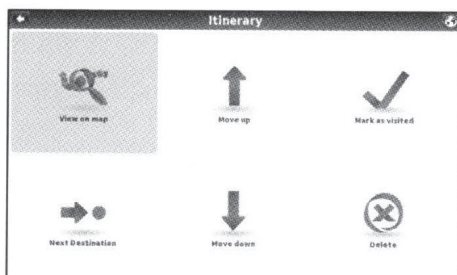 Itinerary
View on map
Move up
Mark as visited
Next Destination
Move down
Delete